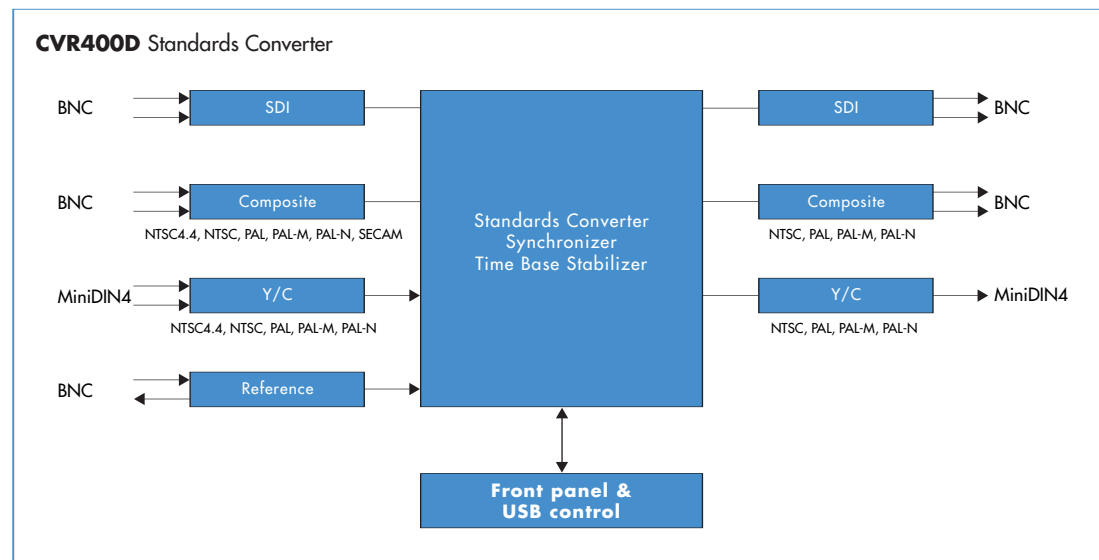 CVR400D Standards Converter
BNC
SDI
SDI
BNC
BNC
Composite
Composite
BNC
NTSC4.4, NTSC, PAL, PAL-M, PAL-N, SECAM
NTSC, PAL, PAL-M, PAL-N
Standards Converter
Synchronizer
Time Base Stabilizer
MiniDIN4
Y/C
Y/C
MiniDIN4
NTSC4.4, NTSC, PAL, PAL-M, PAL-N
NTSC, PAL, PAL-M, PAL-N
BNC
Reference
Front panel &
USB control